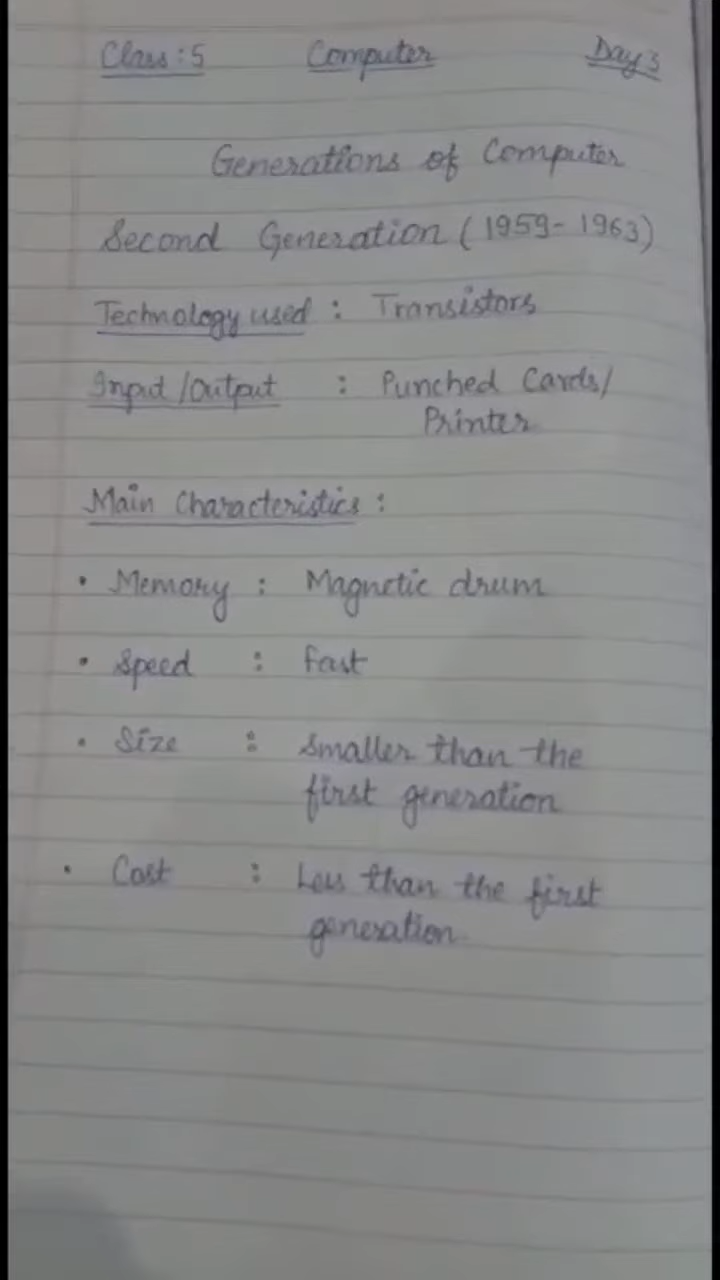 Class : 5 Computer Day 3
Generations of Computer
Second Generation ( 1959 - 1963 )
Technology used : Transistors
Input / Output : Punched Cards /
Printer
Main Characteristics :
• Memory : Magnetic drum
• Speed : fast
• Size : smaller than the
first generation
• Cost : Less than the first
generation